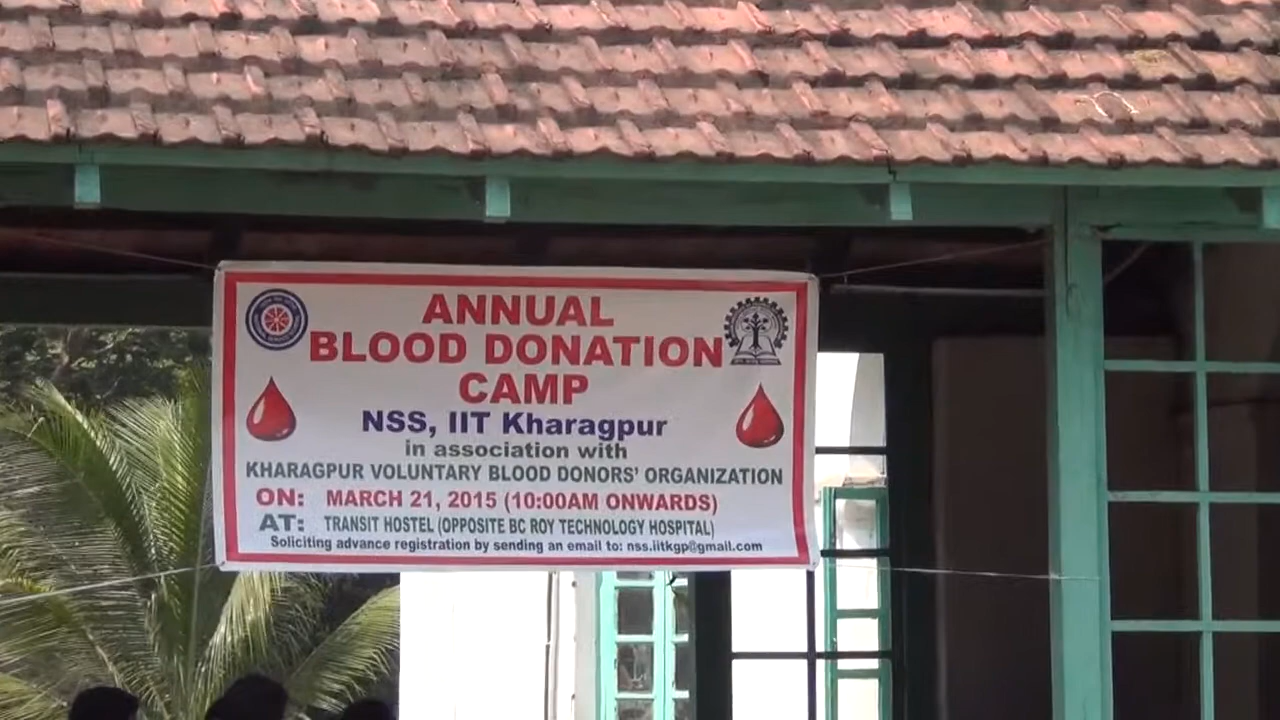 ANNUAL
BLOOD DONATION
CAMP
NSS, IIT Kharagpur
in association with
KHARAGPUR VOLUNTARY BLOOD DONORS' ORGANIZATION
ON: MARCH 21, 2015 (10:00AM ONWARDS)
AT: TRANSIT HOSTEL (OPPOSITE BC ROY TECHNOLOGY HOSPITAL)
Soliciting advance registration by sending an email to: nss.iitkgp@gmail.com